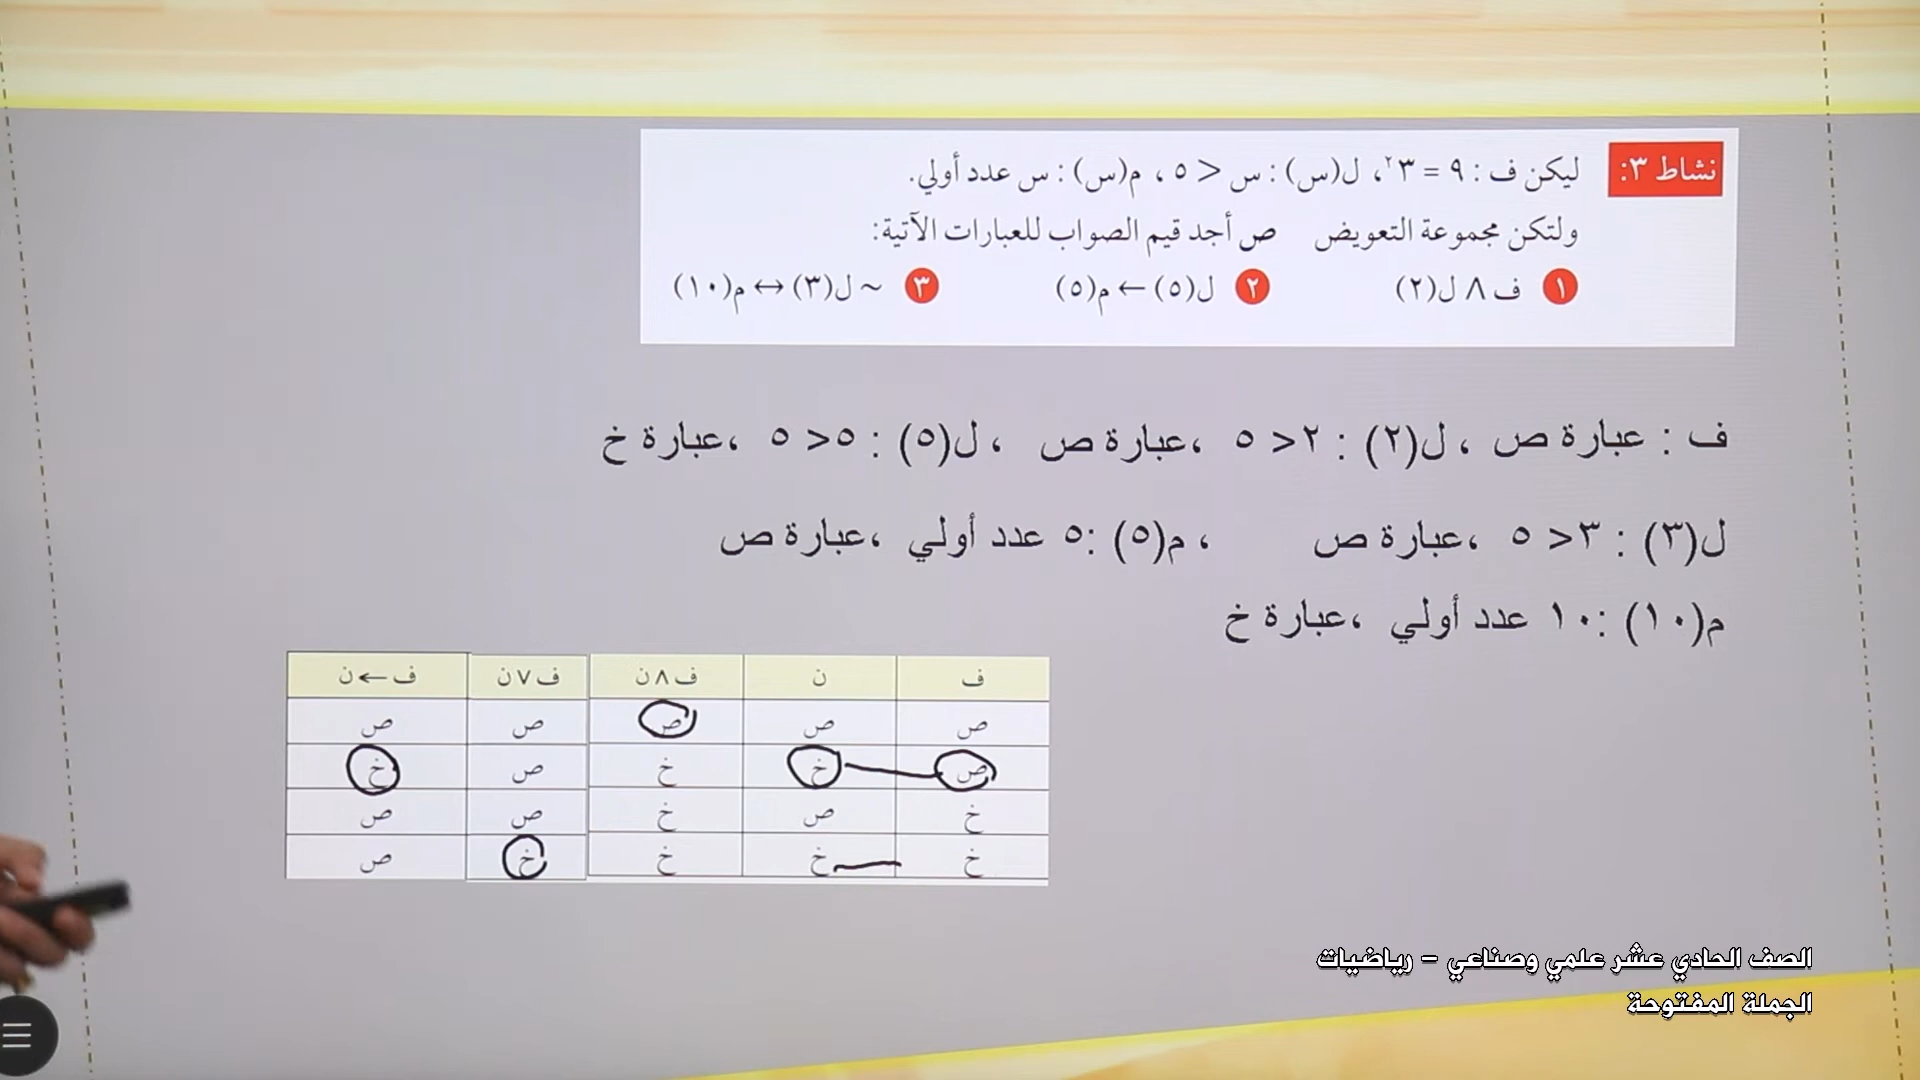 نشاط ٣: ليكن ف : ٩ = ٣٢، ل(س) : س < ٥ ، م(س) : س عدد أولي.
ولتكن مجموعة التعويض ص أجد قيم الصواب للعبارات الآتية:
١ ف ∧ ل(٢) ٢ ل(٥) ← م(٥) ٣ ~ ل(٣) ↔ م(١٠)
ف : عبارة ص ، ل(٢) : ٢< ٥ ،عبارة ص ، ل(٥) : ٥< ٥ ،عبارة خ
ل(٣) : ٣< ٥ ،عبارة ص ، م(٥) :٥ عدد أولي ،عبارة ص
م(١٠) :١٠ عدد أولي ،عبارة خ
ف ن ف ∧ ن ف ∨ ن ف ← ن
ص ص ص ص ص
ص خ خ ص خ
خ ص خ ص ص
خ خ خ خ ص
الصف الحادي عشر علمي وصناعي - رياضيات
الجملة المفتوحة